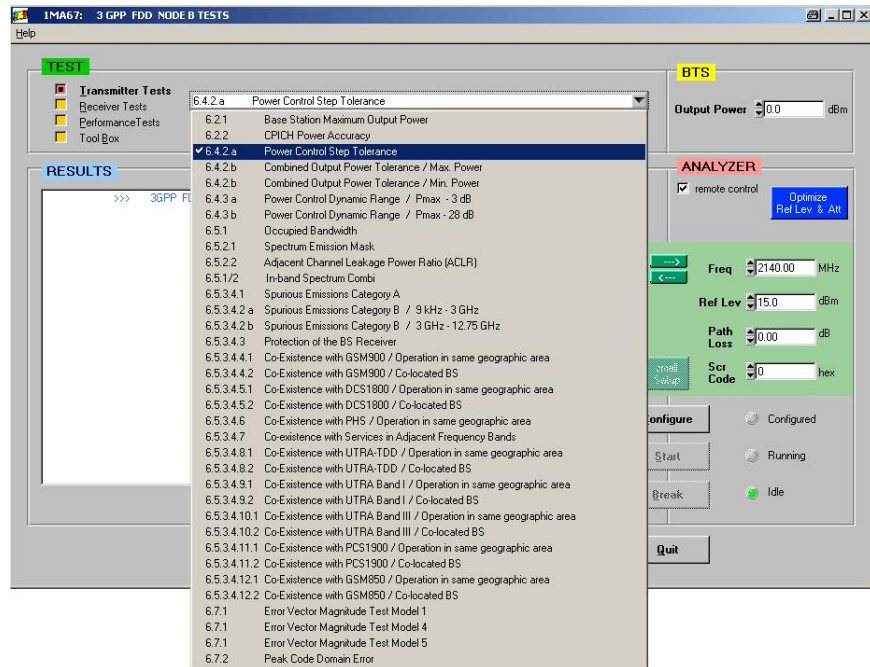 1MA67: 3 GPP FDD NODE B TESTS
Help
TEST
Transmitter Tests
Receiver Tests
PerformanceTests
Tool Box
6.4.2.a Power Control Step Tolerance
6.2.1 Base Station Maximum Output Power
6.2.2 CPICH Power Accuracy
6.4.2.a Power Control Step Tolerance
6.4.2.b Combined Output Power Tolerance / Max. Power
6.4.2.b Combined Output Power Tolerance / Min. Power
6.4.3 a Power Control Dynamic Range / Pmax - 3 dB
6.4.3 b Power Control Dynamic Range / Pmax - 28 dB
6.5.1 Occupied Bandwidth
6.5.2.1 Spectrum Emission Mask
6.5.2.2 Adjacent Channel Leakage Power Ratio (ACLR)
6.5.1/2 In-band Spectrum Combi
6.5.3.4.1 Spurious Emissions Category A
6.5.3.4.2 a Spurious Emissions Category B / 9 kHz - 3 GHz
6.5.3.4.2 b Spurious Emissions Category B / 3 GHz - 12.75 GHz
6.5.3.4.3 Protection of the BS Receiver
6.5.3.4.4.1 Co-Existence with GSM900 / Operation in same geographic area
6.5.3.4.4.2 Co-Existence with GSM900 / Co-located BS
6.5.3.4.5.1 Co-Existence with DCS1800 / Operation in same geographic area
6.5.3.4.5.2 Co-Existence with DCS1800 / Co-located BS
6.5.3.4.6 Co-Existence with PHS / Operation in same geographic area
6.5.3.4.7 Co-existence with Services in Adjacent Frequency Bands
6.5.3.4.8.1 Co-Existence with UTRA-TDD / Operation in same geographic area
6.5.3.4.8.2 Co-Existence with UTRA-TDD / Co-located BS
6.5.3.4.9.1 Co-Existence with UTRA Band I / Operation in same geographic area
6.5.3.4.9.2 Co-Existence with UTRA Band I / Co-located BS
6.5.3.4.10.1 Co-Existence with UTRA Band III / Operation in same geographic area
6.5.3.4.10.2 Co-Existence with UTRA Band III / Co-located BS
6.5.3.4.11.1 Co-Existence with PCS1900 / Operation in same geographic area
6.5.3.4.11.2 Co-Existence with PCS1900 / Co-located BS
6.5.3.4.12.1 Co-Existence with GSM850 / Operation in same geographic area
6.5.3.4.12.2 Co-Existence with GSM850 / Co-located BS
6.7.1 Error Vector Magnitude Test Model 1
6.7.1 Error Vector Magnitude Test Model 4
6.7.1 Error Vector Magnitude Test Model 5
6.7.2 Peak Code Domain Error
RESULTS
>>> 3GPP
BTS
Output Power 0.0 dBm
ANALYZER
remote control
Optimize
Ref Lev & Att
--->
<---
Freq 2140.00 MHz
Ref Lev 15.0 dBm
Path
Loss 0.00 dB
Setup
Scr
Code 0 hex
onfigure
Configured
Start
Running
Break
Idle
Quit